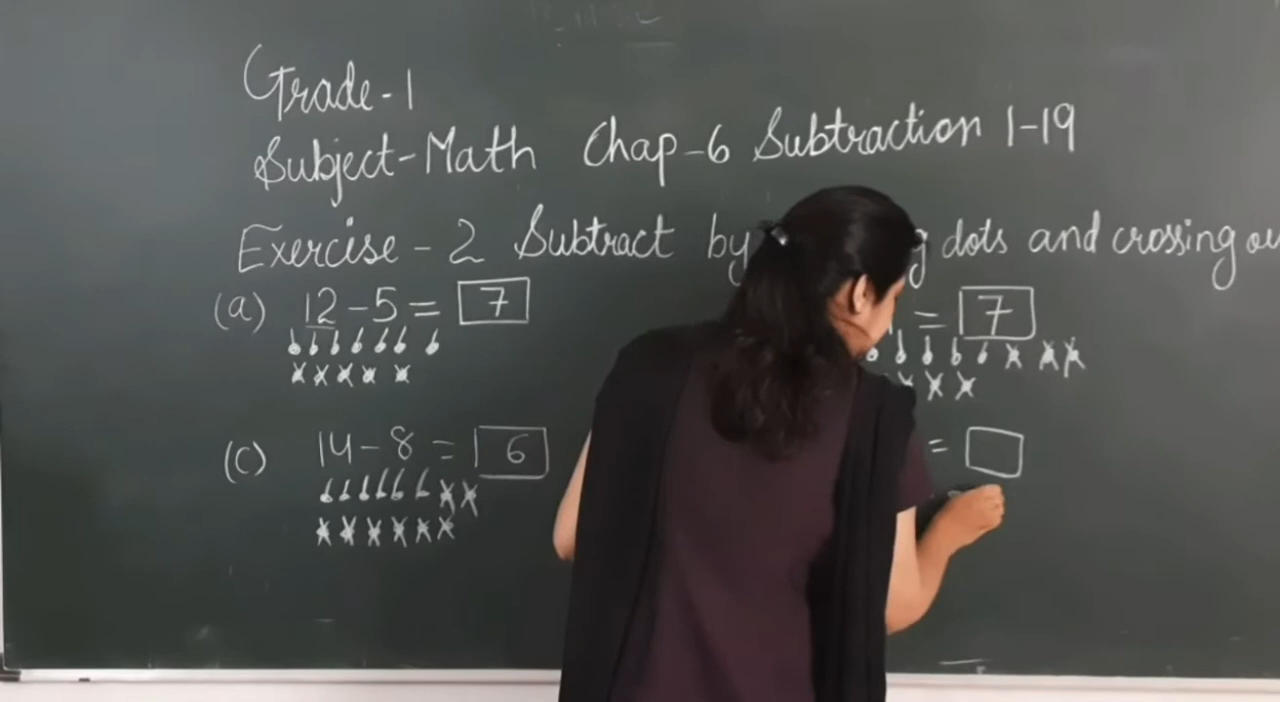 Grade-1
Subject-Math Chap-6 Subtraction 1-19
Exercise-2 Subtract by dots and crossing
(a) 12-5= 7
= 7
(c) 14-8= 6
=